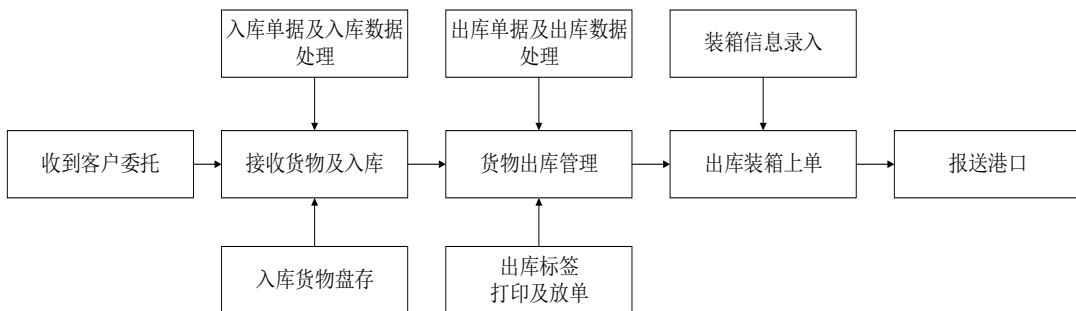 入库单据及入库数据
处理
出库单据及出库数据
处理
装箱信息录入
收到客户委托
接收货物及入库
货物出库管理
出库装箱上单
报送港口
入库货物盘存
出库标签
打印及放单